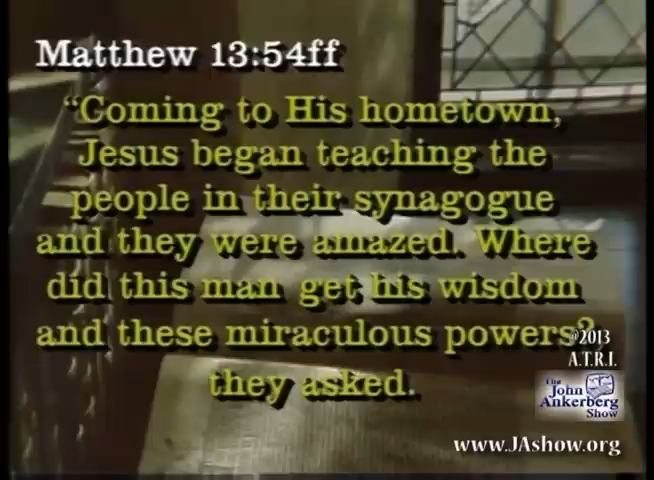 Matthew 13:54ff
“Coming to His hometown,
Jesus began teaching the
people in their synagogue
and they were amazed. Where
did this man get his wisdom
and these miraculous powers?
they asked.
©2013
A.T.R.I.
The
John
Ankerberg
Show
www.JAshow.org